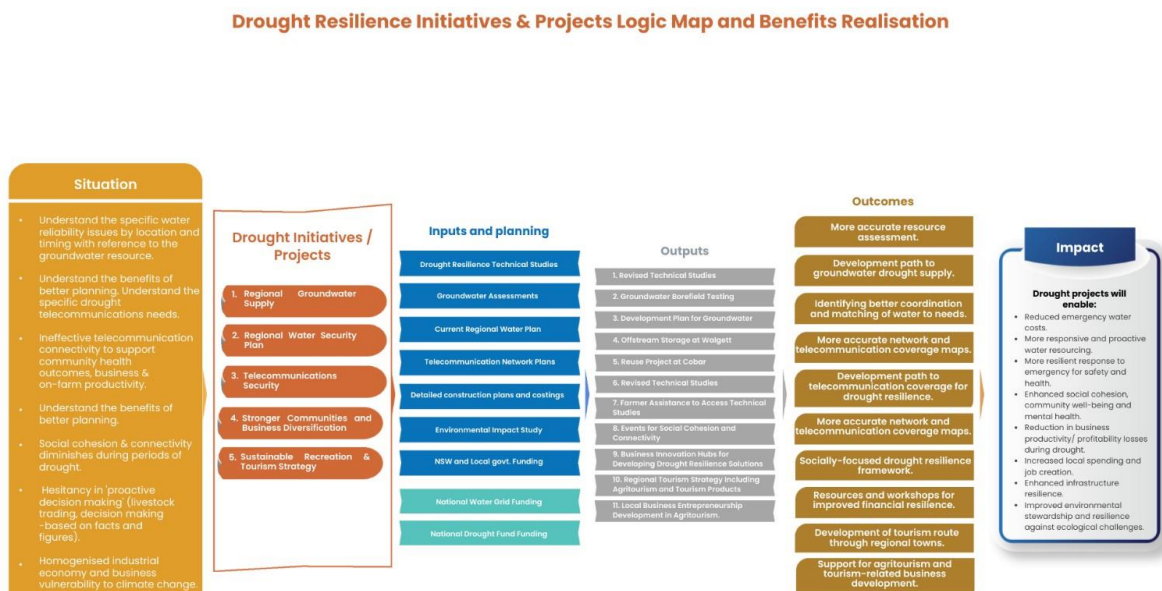 Drought Resilience Initiatives & Projects Logic Map and Benefits Realisation
Situation
• Understand the specific water
reliability issues by location and
timing with reference to the
groundwater resource.
• Understand the benefits of
better planning. Understand the
specific drought
telecommunications needs.
• Ineffective telecommunication
connectivity to support
community health
outcomes, business &
on-farm productivity.
• Understand the benefits of
better planning.
• Social cohesion & connectivity
diminishes during periods of
drought.
• Hesitancy in 'proactive
decision making' (livestock
trading, decision making
-based on facts and
figures).
• Homogenised industrial
economy and business
vulnerability to climate change.
Drought Initiatives /
Projects
1. Regional Groundwater
Supply
2. Regional Water Security
Plan
3. Telecommunications
Security
4. Stronger Communities and
Business Diversification
5. Sustainable Recreation &
Tourism Strategy
Inputs and planning
Drought Resilience Technical Studies
Groundwater Assessments
Current Regional Water Plan
Telecommunication Network Plans
Detailed construction plans and costings
Environmental Impact Study
NSW and Local govt. Funding
National Water Grid Funding
National Drought Fund Funding
Outputs
1. Revised Technical Studies
2. Groundwater Borefield Testing
3. Development Plan for Groundwater
4. Offstream Storage at Walgett
5. Reuse Project at Cobar
6. Revised Technical Studies
7. Farmer Assistance to Access Technical
Studies
8. Events for Social Cohesion and
Connectivity
9. Business Innovation Hubs for
Developing Drought Resilience Solutions
10. Regional Tourism Strategy Including
Agritourism and Tourism Products
11. Local Business Entrepreneurship
Development in Agritourism.
Outcomes
More accurate resource
assessment.
Development path to
groundwater drought supply.
Identifying better coordination
and matching of water to needs.
More accurate network and
telecommunication coverage maps.
Development path to
telecommunication coverage for
drought resilience.
More accurate network and
telecommunication coverage maps.
Socially-focused drought resilience
framework.
Resources and workshops for
improved financial resilience.
Development of tourism route
through regional towns.
Support for agritourism and
tourism-related business
development.
Impact
Drought projects will
enable:
• Reduced emergency water
costs.
• More responsive and proactive
water resourcing.
• More resilient response to
emergency for safety and
health.
• Enhanced social cohesion,
community well-being and
mental health.
• Reduction in business
productivity/ profitability losses
during drought.
• Increased local spending and
job creation.
• Enhanced infrastructure
resilience.
• Improved environmental
stewardship and resilience
against ecological challenges.